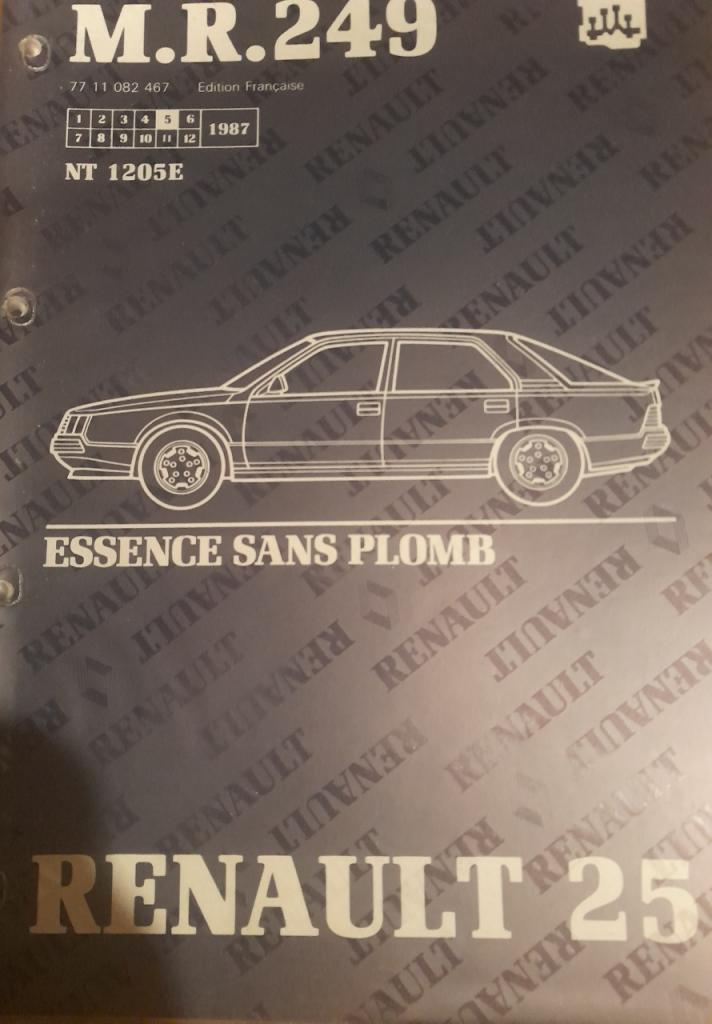 M.R.249
77 11 082 467 Edition Française
1 2 3 4 5 6
7 8 9 10 11 12
1987
NT 1205E
ESSENCE SANS PLOMB
RENAULT 25